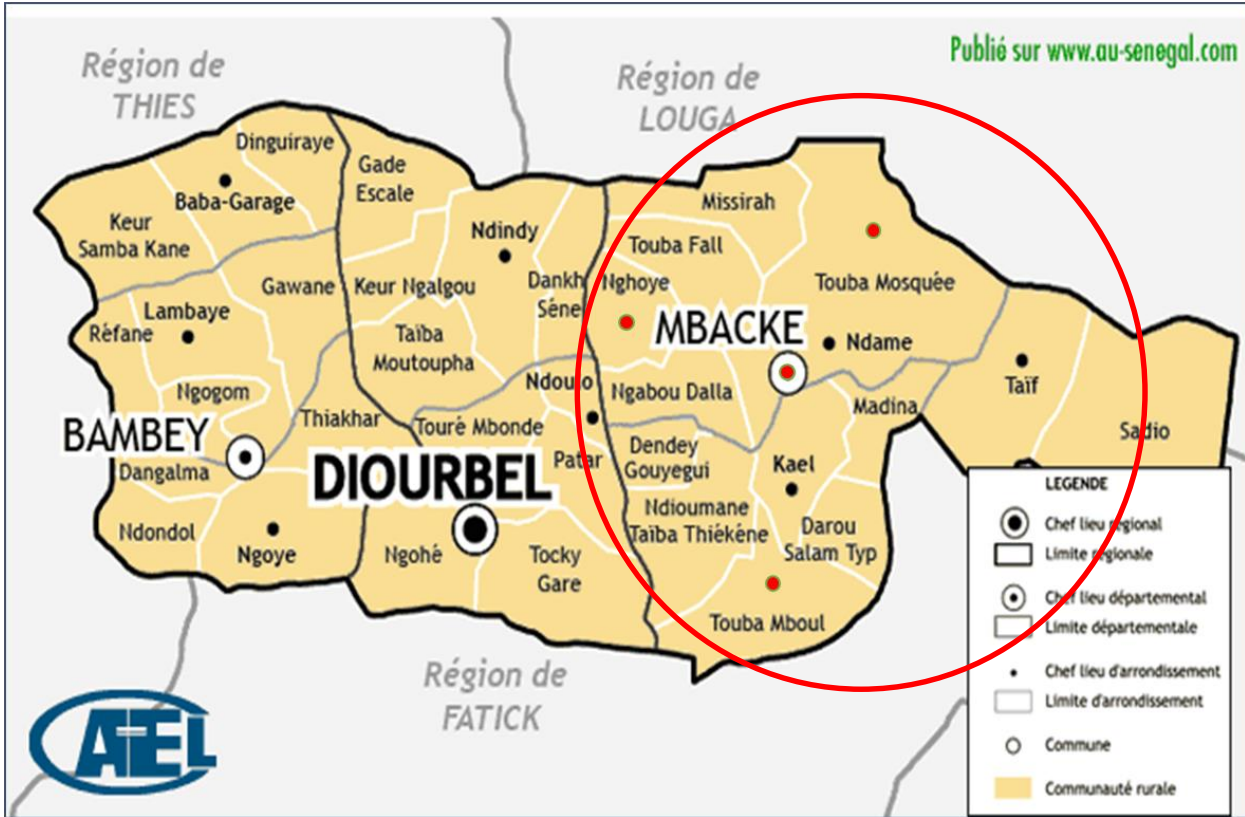 Publié sur www.au-senegal.com
Région de
THIES
Région de
LOUGA
Dinguiraye
Gade
Escale
Baba-Garage
Missirah
Keur
Samba Kane
Ndindy
Touba Fall
Gawane
Keur Ngalgou
Dankh
Séne
Nghoye
Touba Mosquée
Lambaye
Réfane
Taïba
Moutoupha
MBACKE
Ndame
Ngogom
Ndoulo
Ngabou Dalla
Taïf
Madina
Thiakhar
Touré Mbonde
BAMBEY
Dangalma
DIOURBEL
Patar
Dendey
Gouyegui
Kael
Sadio
Ndondol
Ngoye
Ngohé
Tocky
Gare
Ndioumane
Taïba Thiékène
Darou
Salam Typ
Touba Mboul
Région de
FATICK
LEGENDE
Chef lieu régional
Limite régionale
Chef lieu départemental
Limite départementale
Chef lieu d'arrondissement
Limite d'arrondissement
Commune
Communauté rurale
ATEL